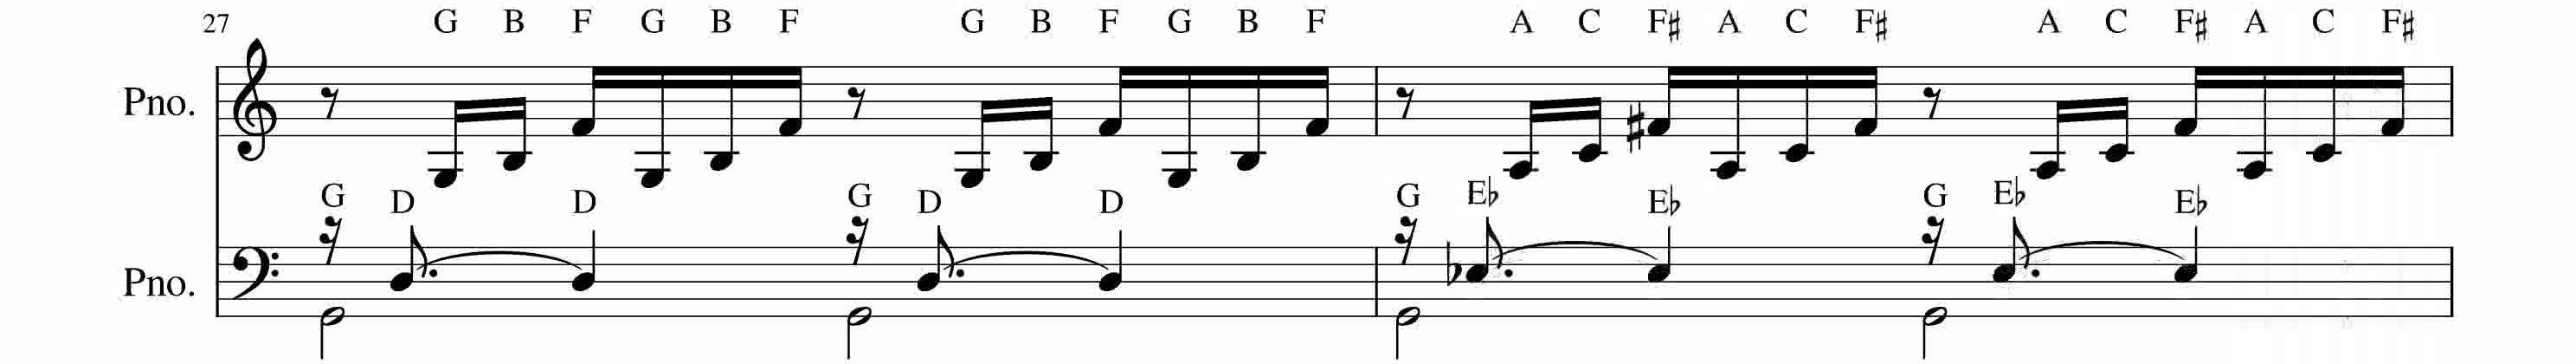 27 G B F G B F G B F G B F A C F♯ A C F♯ A C F♯ A C F♯
Pno.
G D D G D D G E♭ E♭ G E♭ E♭
Pno.